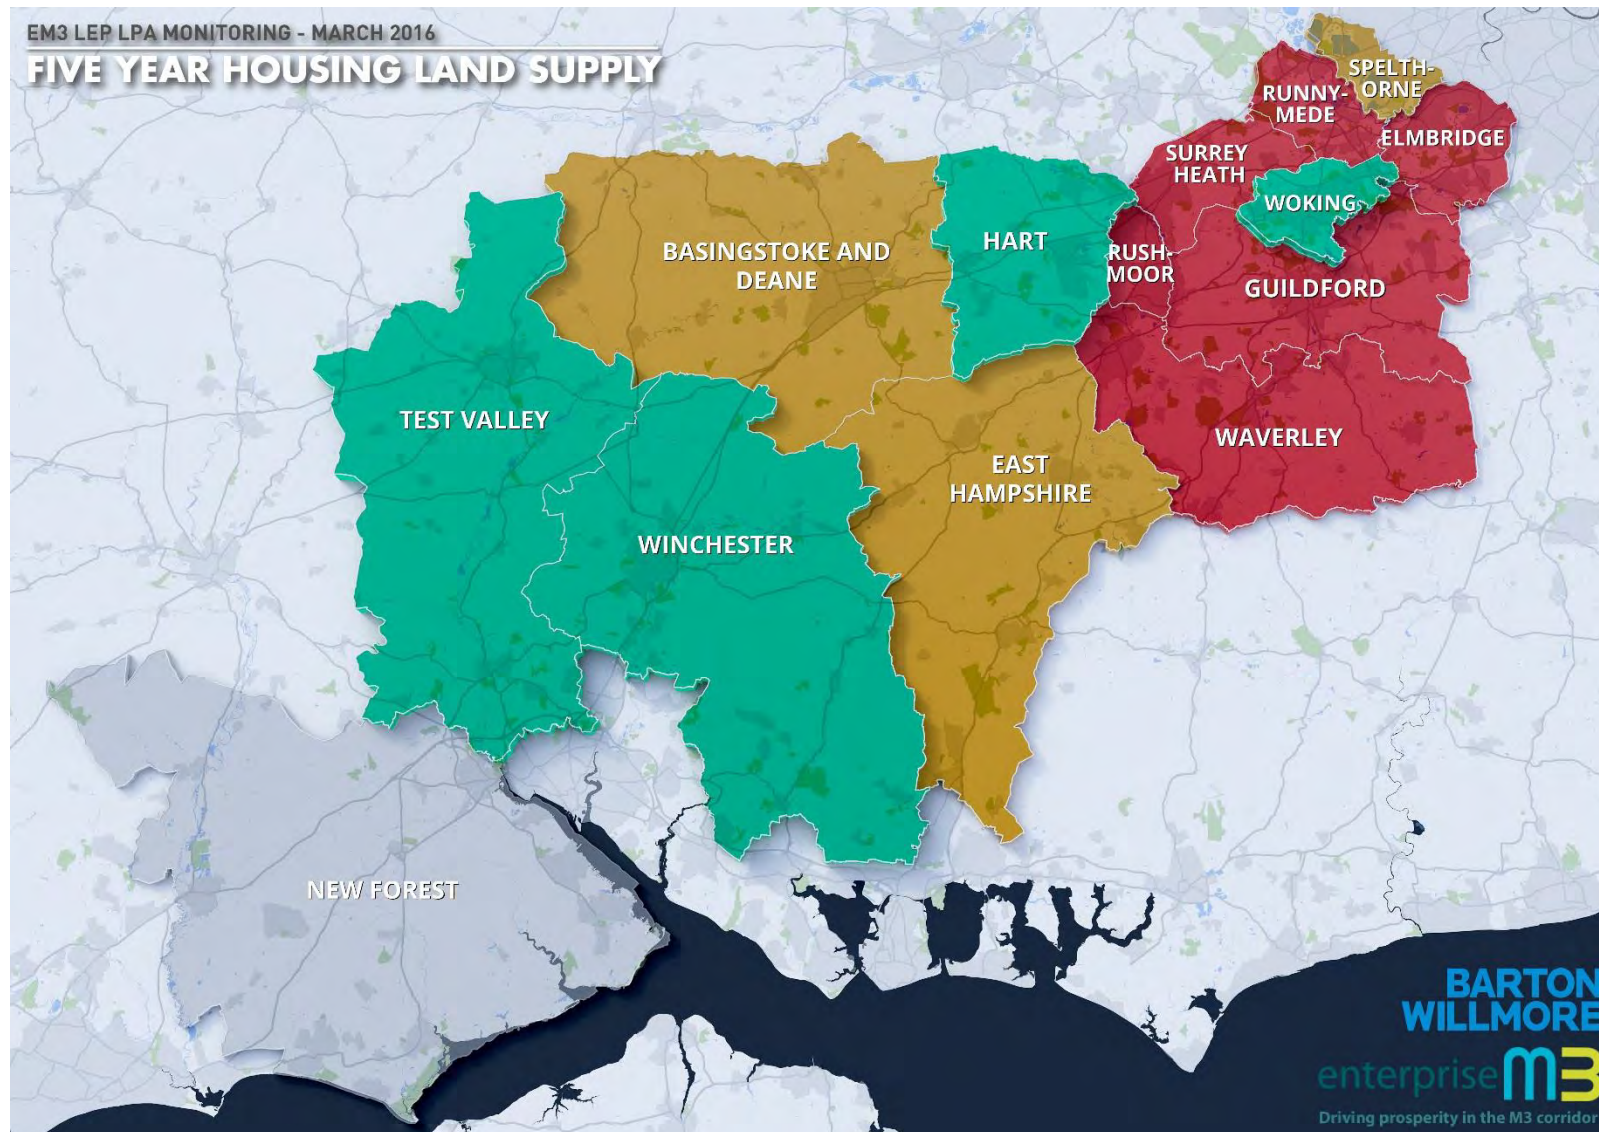 EM3 LEP LPA MONITORING - MARCH 2016
FIVE YEAR HOUSING LAND SUPPLY
SPELTH-
ORNE
RUNNY-
MEDE
ELMBRIDGE
SURREY
HEATH
WOKING
HART
RUSH-
MOOR
BASINGSTOKE AND
DEANE
GUILDFORD
TEST VALLEY
WAVERLEY
EAST
HAMPSHIRE
WINCHESTER
NEW FOREST
BARTON
WILLMORE
enterprise M3
Driving prosperity in the M3 corridor